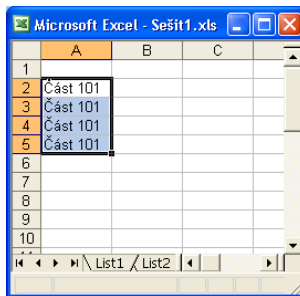 Microsoft Excel - Sešit1.xls
A B C
1
2 Část 101
3 Část 101
4 Část 101
5 Část 101
6
7
8
9
10
List1 List2